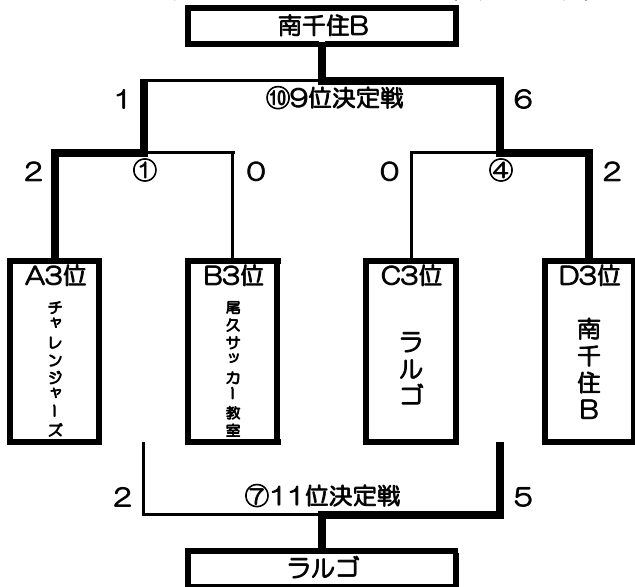 南千住B
1 ⑩9位決定戦 6
2 ① 0 0 ④ 2
A3位 B3位 C3位 D3位
チャレンジャーズ
尾久サッカー教室
ラルゴ
南千住B
2 ⑦11位決定戦 5
ラルゴ